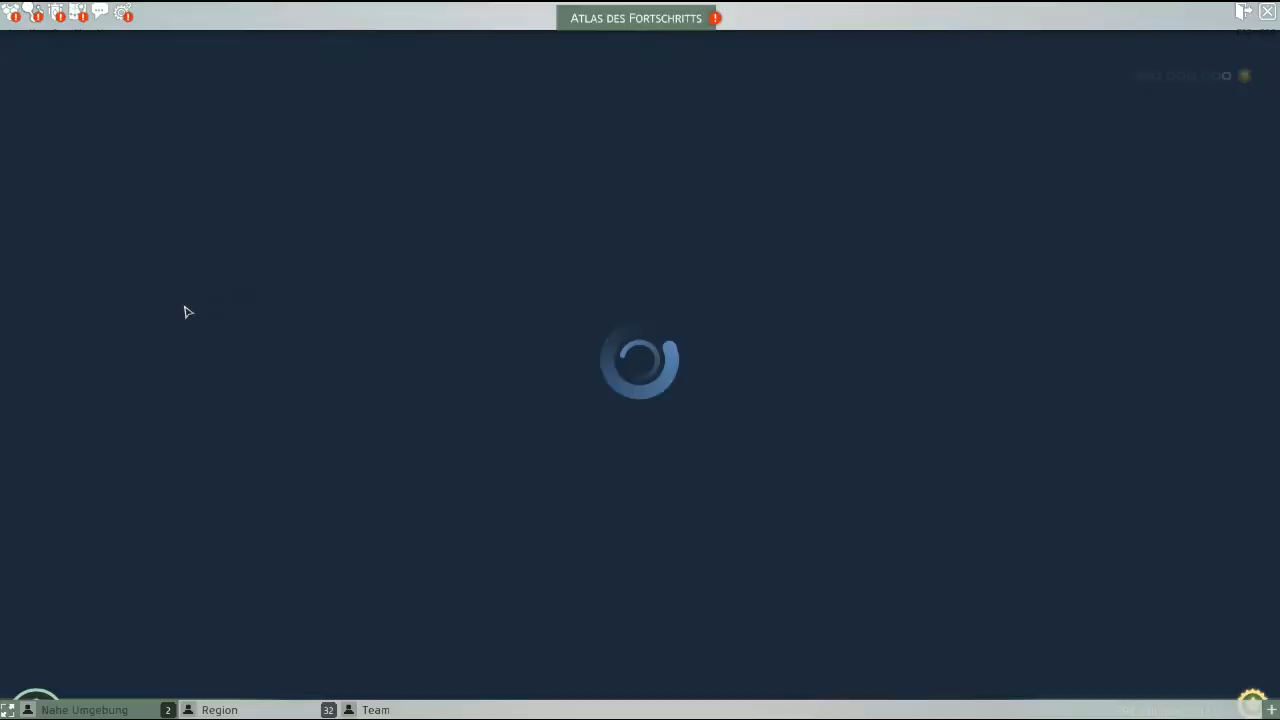 ATLAS DES FORTSCHRITTS !
Nahe Umgebung 2 Region 32 Team